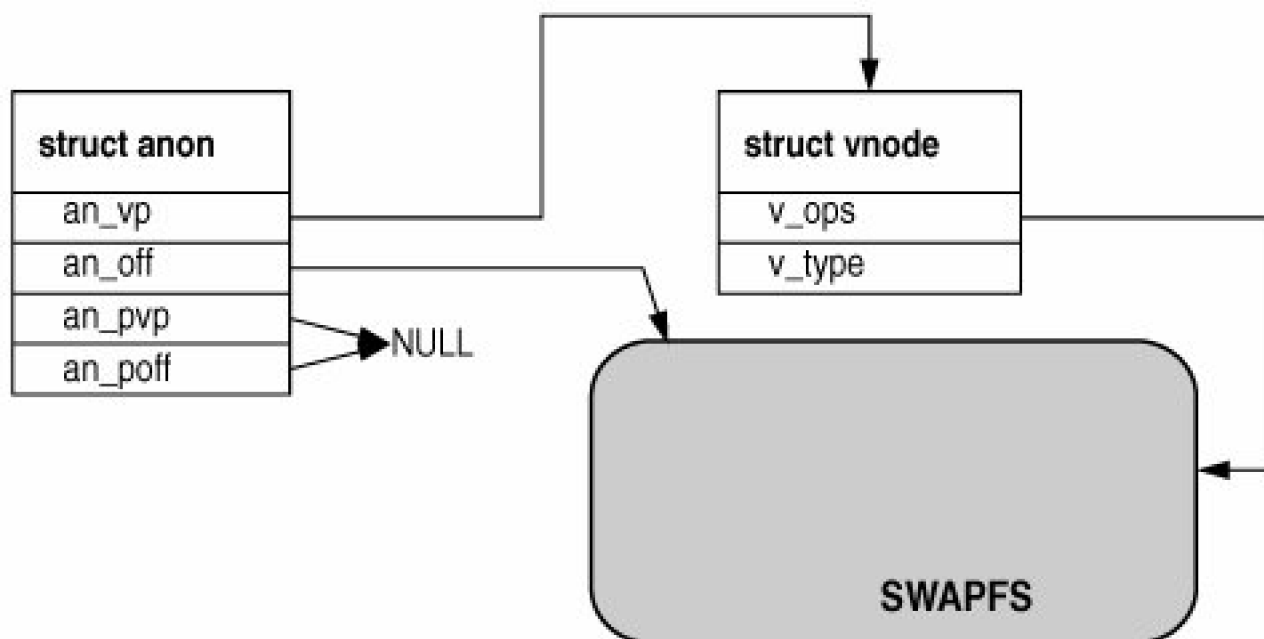 struct anon
an_vp
an_off
an_pvp
an_poff
NULL
struct vnode
v_ops
v_type
SWAPFS